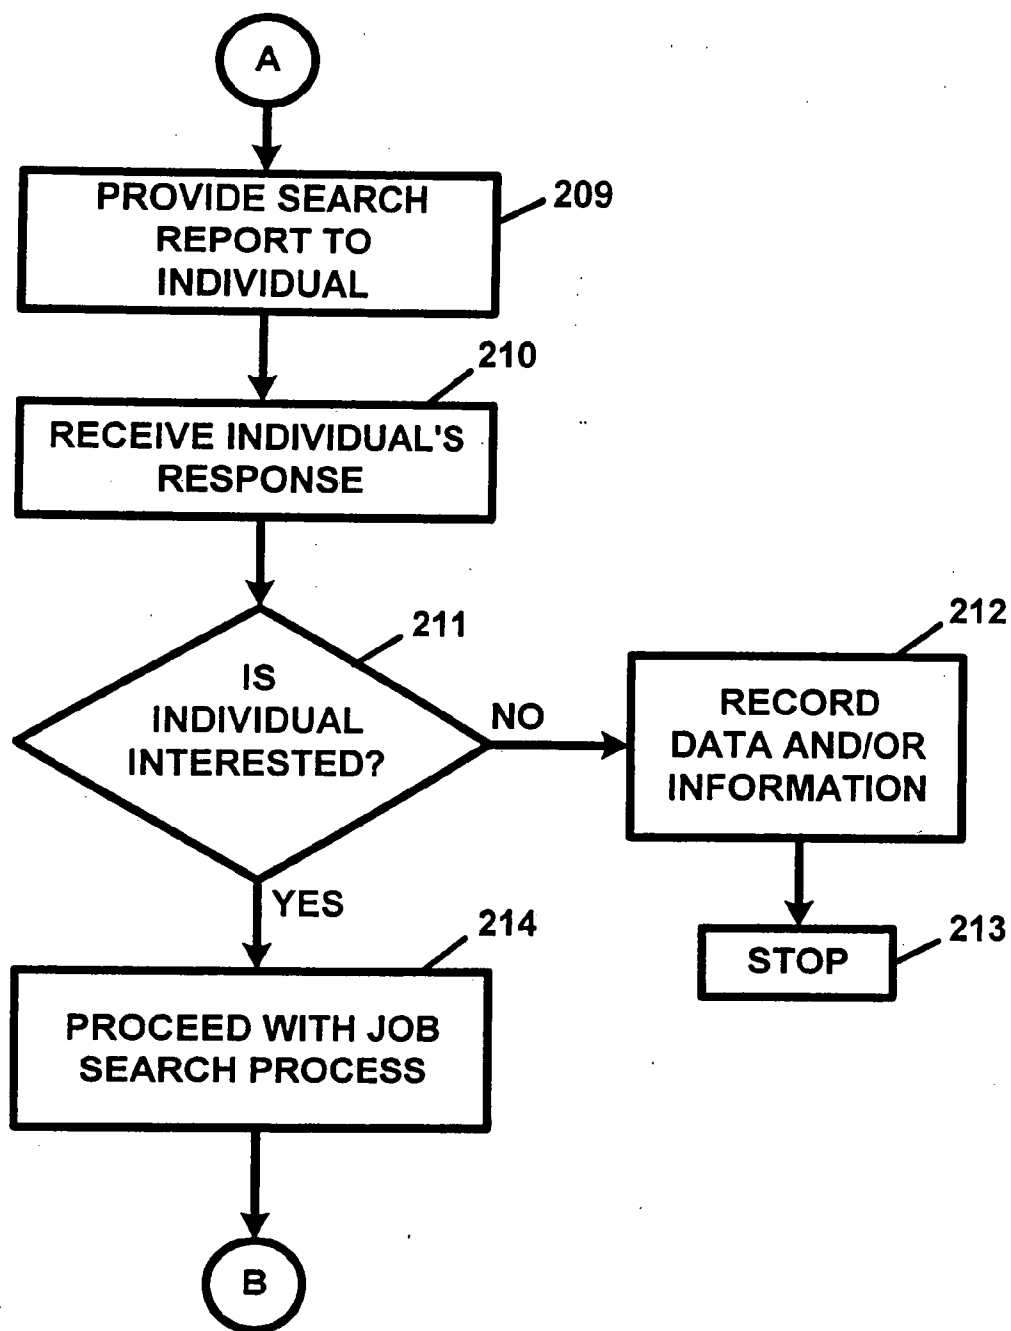 A
PROVIDE SEARCH
REPORT TO
INDIVIDUAL
209
210
RECEIVE INDIVIDUAL'S
RESPONSE
211
IS
INDIVIDUAL
INTERESTED?
NO
212
RECORD
DATA AND/OR
INFORMATION
YES
213
STOP
214
PROCEED WITH JOB
SEARCH PROCESS
B